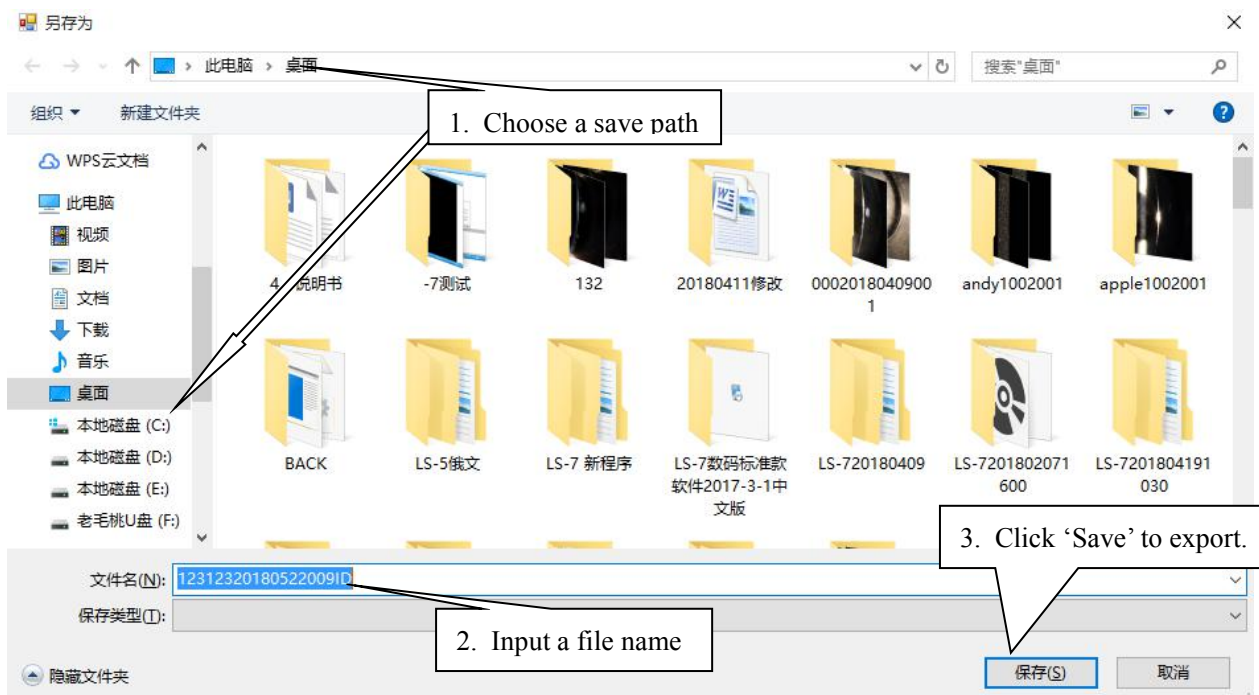 另存为
此电脑 › 桌面
搜索"桌面"
组织 新建文件夹
1. Choose a save path
WPS云文档
此电脑
视频
图片
文档
下载
音乐
桌面
本地磁盘 (C:)
本地磁盘 (D:)
本地磁盘 (E:)
老毛桃U盘 (F:)
4 说明书
-7测试
132
20180411修改
0002018040900
1
andy1002001
apple1002001
BACK
LS-5俄文
LS-7 新程序
LS-7数码标准款
软件2017-3-1中
文版
LS-720180409
LS-7201802071
600
LS-7201804191
030
3. Click ‘Save’ to export.
文件名(N): 12312320180522009ID
保存类型(T):
2. Input a file name
隐藏文件夹
保存(S)
取消